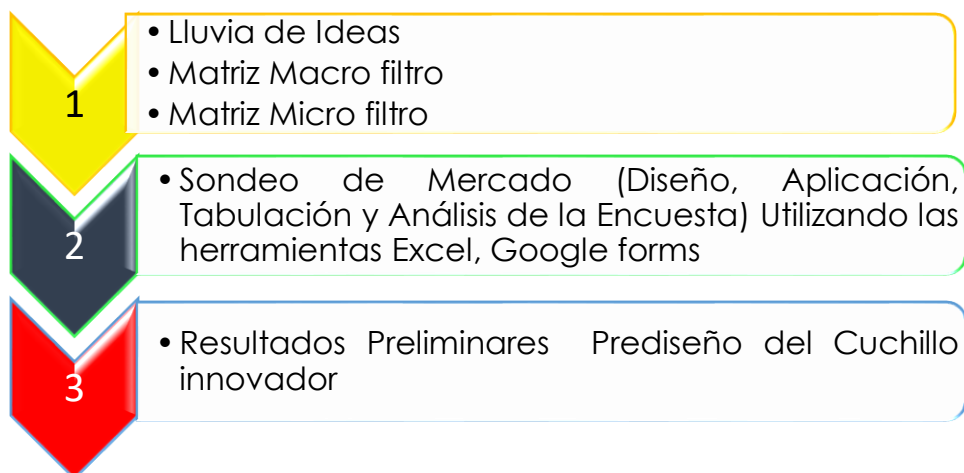 1
• Lluvia de Ideas
• Matriz Macro filtro
• Matriz Micro filtro
2
• Sondeo de Mercado (Diseño, Aplicación,
Tabulación y Análisis de la Encuesta) Utilizando las
herramientas Excel, Google forms
3
• Resultados Preliminares Prediseño del Cuchillo
innovador